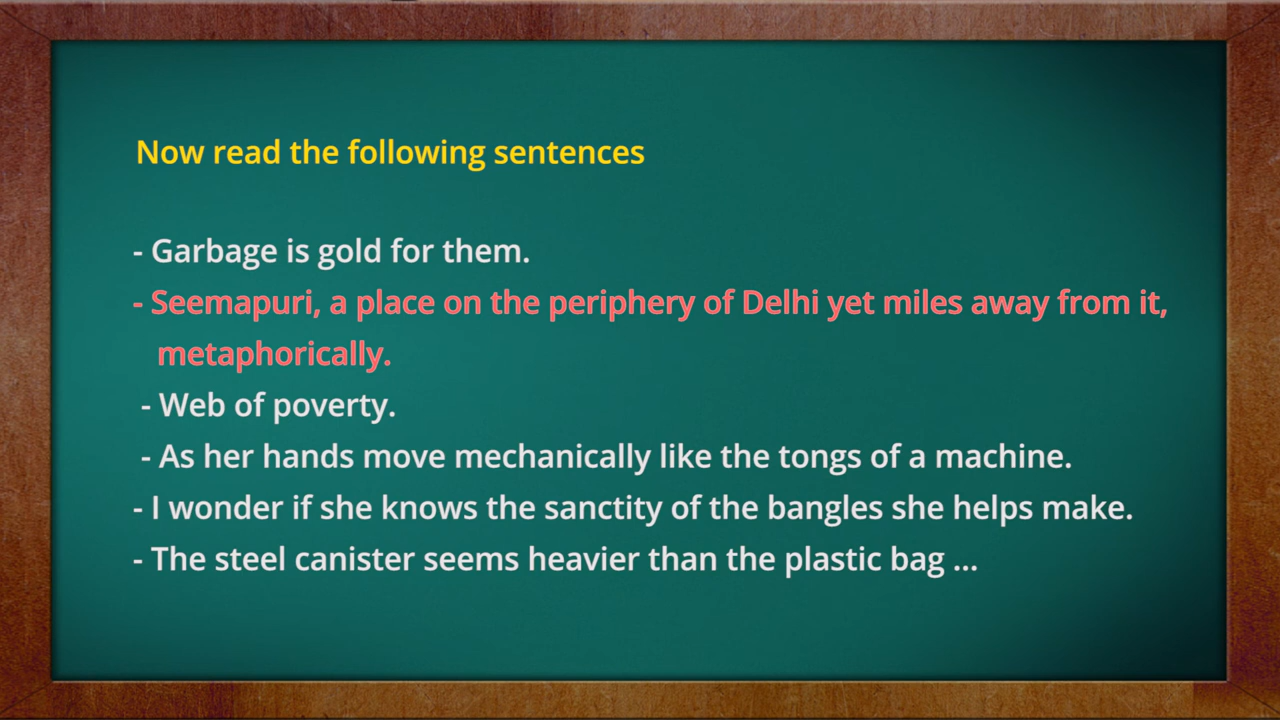 Now read the following sentences
- Garbage is gold for them.
- Seemapuri, a place on the periphery of Delhi yet miles away from it,
metaphorically.
- Web of poverty.
- As her hands move mechanically like the tongs of a machine.
- I wonder if she knows the sanctity of the bangles she helps make.
- The steel canister seems heavier than the plastic bag ...